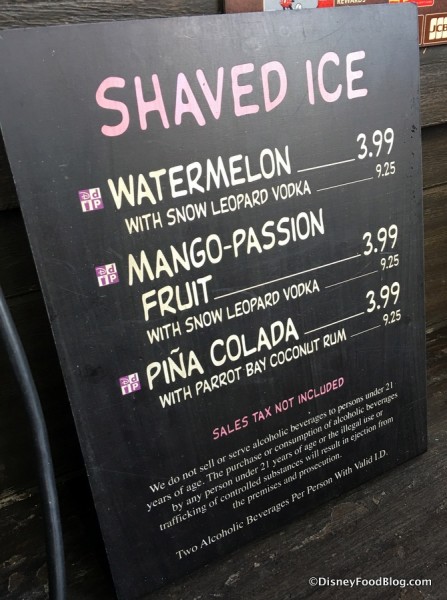 REWARDS
SHAVED ICE
dlp WATERMELON 3.99
WITH SNOW LEOPARD VODKA 9.25
dlp MANGO-PASSION
FRUIT 3.99
WITH SNOW LEOPARD VODKA 9.25
dlp PIÑA COLADA 3.99
WITH PARROT BAY COCONUT RUM 9.25
SALES TAX NOT INCLUDED
We do not sell or serve alcoholic beverages to persons under 21
years of age. The purchase or consumption of alcoholic beverages
by any person under 21 years of age or the illegal use or
trafficking of controlled substances will result in ejection from
the premises and prosecution.
Two Alcoholic Beverages Per Person With Valid I.D.
©DisneyFoodBlog.com